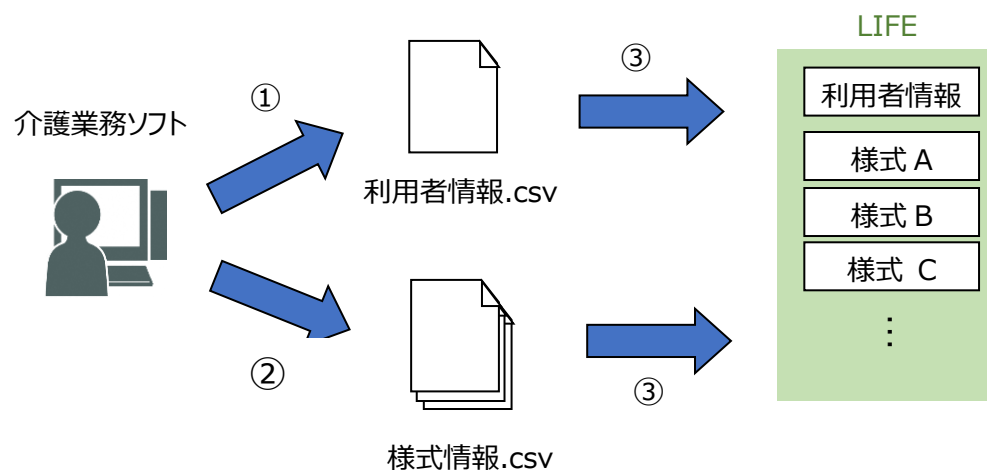 LIFE
③
利用者情報
①
介護業務ソフト
様式 A
利用者情報.csv
様式 B
様式 C
⋮
②
③
様式情報.csv